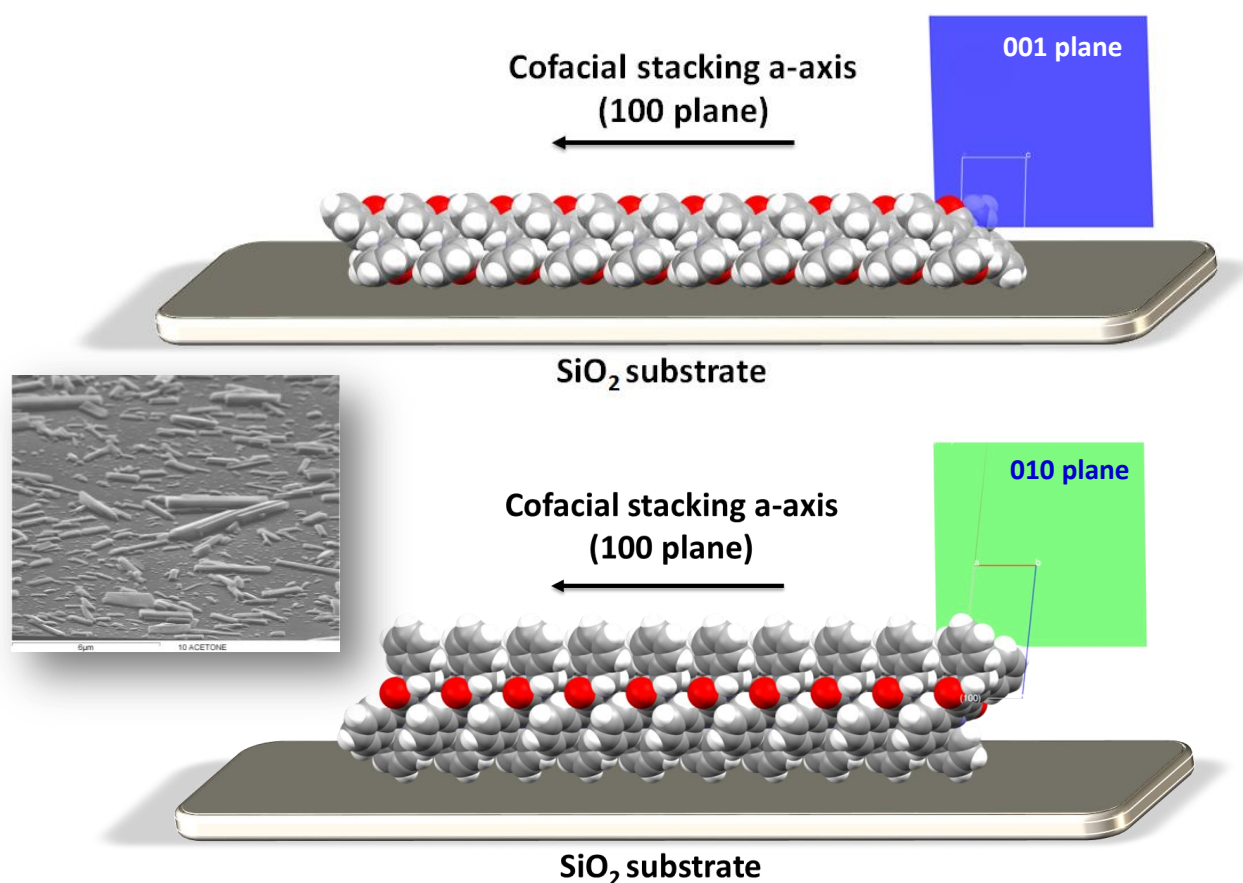 001 plane
Cofacial stacking a-axis
(100 plane)
SiO₂ substrate
6µm 10 ACETONE
010 plane
Cofacial stacking a-axis
(100 plane)
(100)
SiO₂ substrate